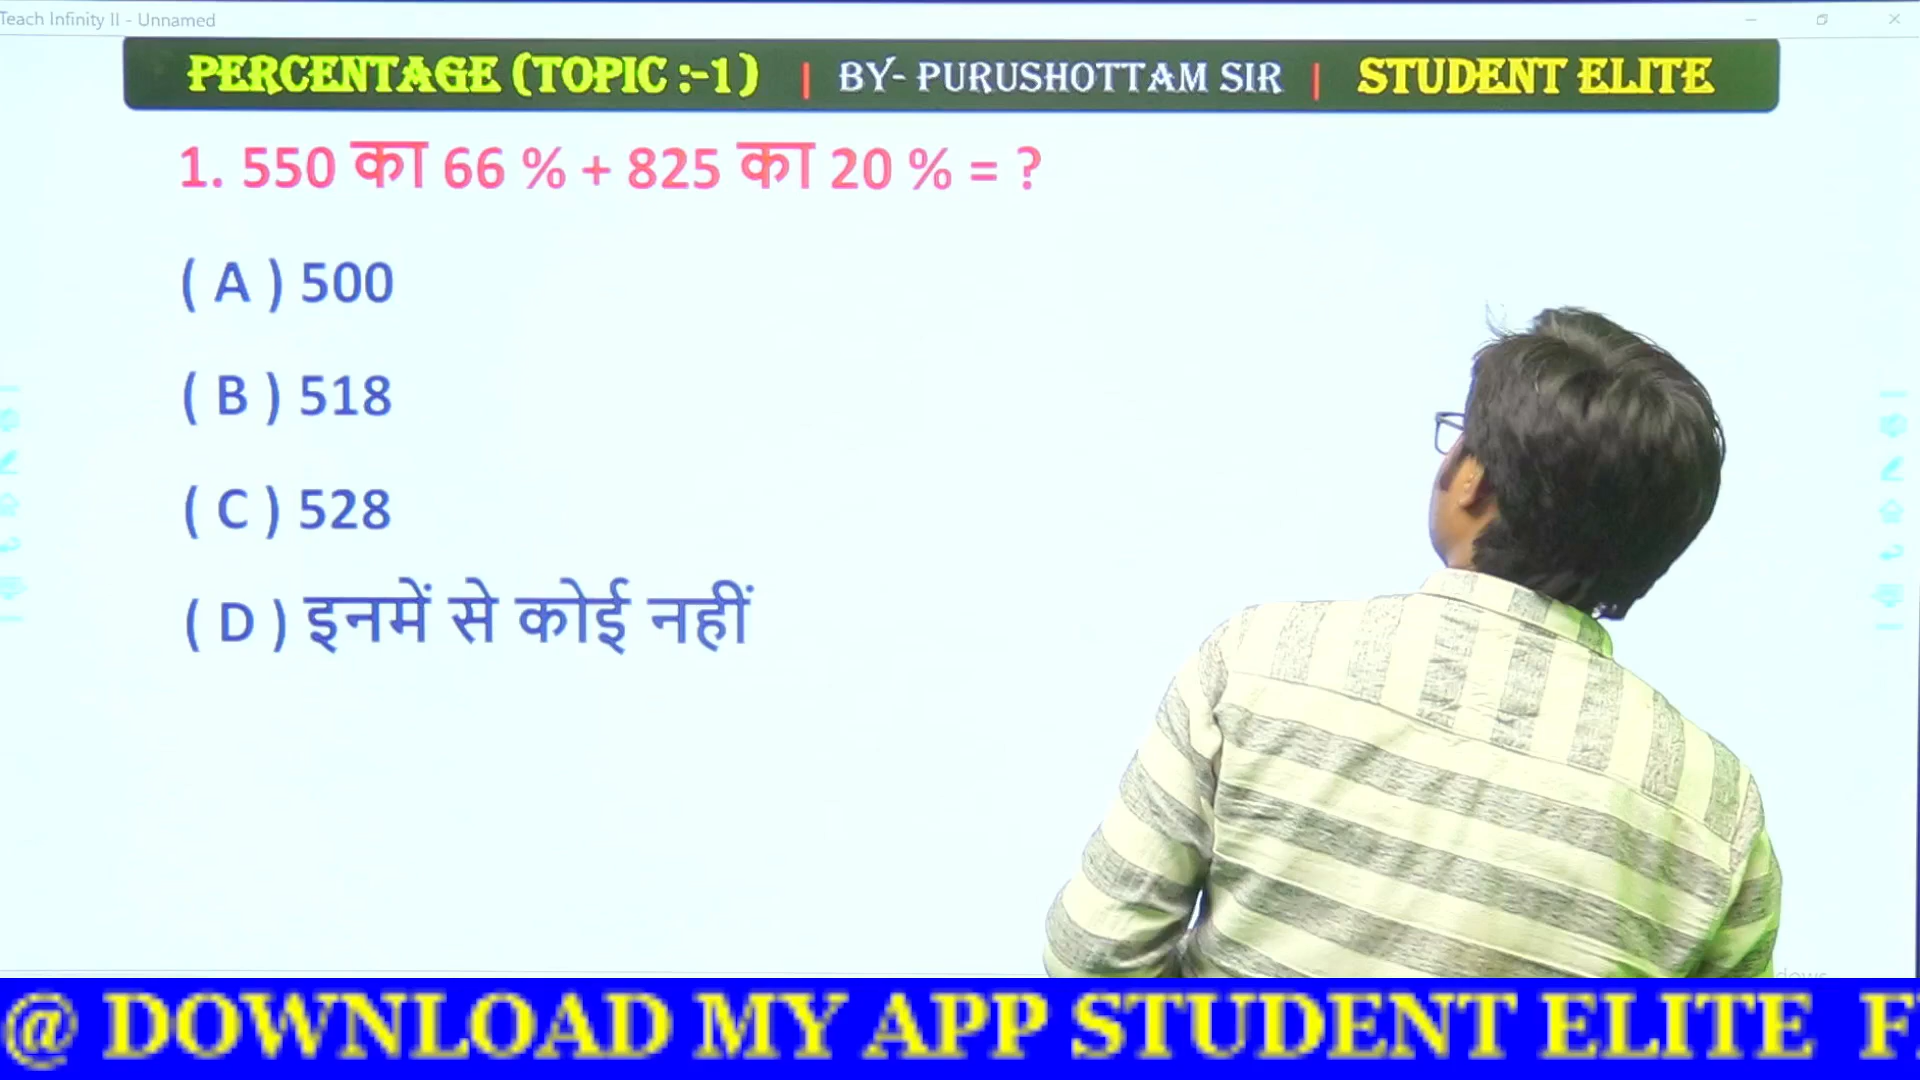 Teach Infinity II - Unnamed
PERCENTAGE (TOPIC :-1) | BY- PURUSHOTTAM SIR | STUDENT ELITE
1. 550 का 66 % + 825 का 20 % = ?
( A ) 500
( B ) 518
( C ) 528
( D ) इनमें से कोई नहीं
@ DOWNLOAD MY APP STUDENT ELITE